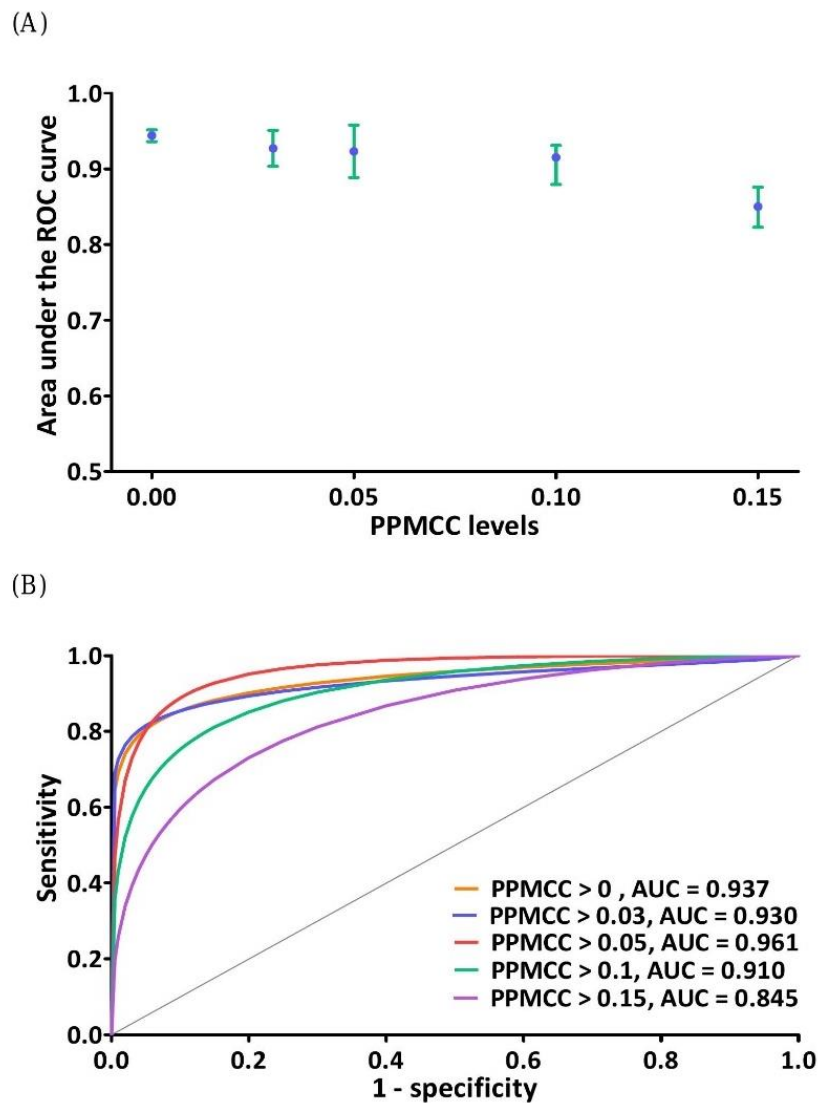 (A)
1.0
0.9
0.8
0.7
0.6
0.5
Area under the ROC curve
0.00 0.05 0.10 0.15
PPMCC levels
(B)
1.0
0.8
0.6
0.4
0.2
0.0
Sensitivity
PPMCC > 0 , AUC = 0.937
PPMCC > 0.03, AUC = 0.930
PPMCC > 0.05, AUC = 0.961
PPMCC > 0.1, AUC = 0.910
PPMCC > 0.15, AUC = 0.845
0.0 0.2 0.4 0.6 0.8 1.0
1 - specificity